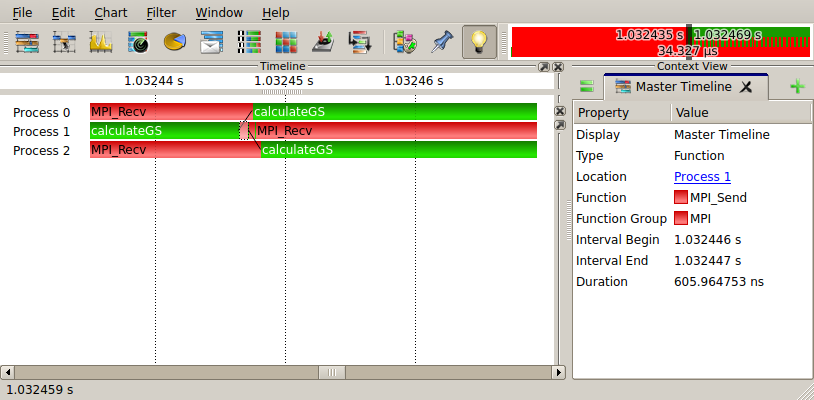 File Edit Chart Filter Window Help
1.032435 s 1.032469 s
34.327 µs
Timeline
Context View
1.03244 s 1.03245 s 1.03246 s
Master Timeline
Process 0 MPI_Recv calculateGS
Process 1 calculateGS MPI_Recv
Process 2 MPI_Recv calculateGS
Property Value
Display Master Timeline
Type Function
Location Process 1
Function MPI_Send
Function Group MPI
Interval Begin 1.032446 s
Interval End 1.032447 s
Duration 605.964753 ns
1.032459 s